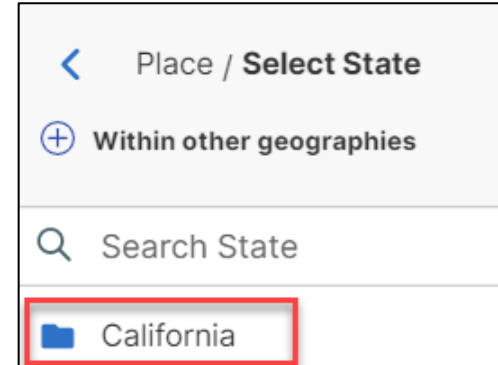 Place / Select State
Within other geographies
Search State
California